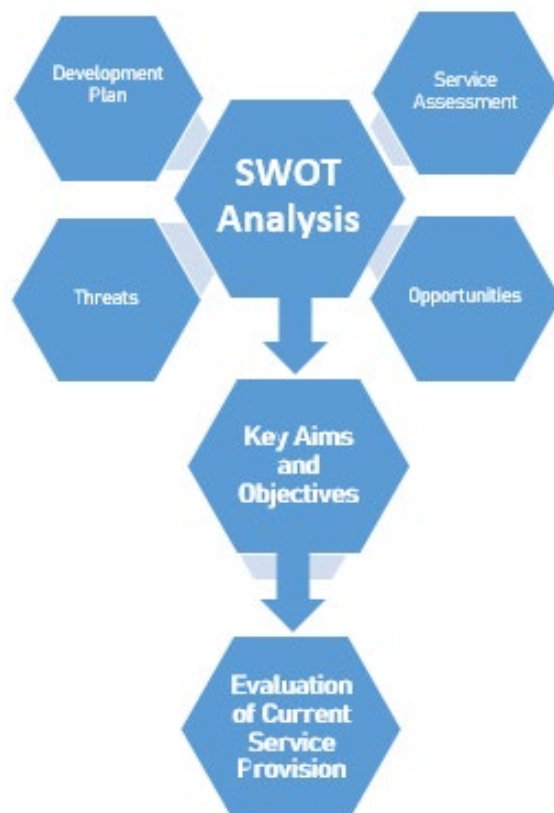 Development
Plan
Service
Assessment
SWOT
Analysis
Threats
Opportunities
Key Aims
and
Objectives
Evaluation
of Current
Service
Provision